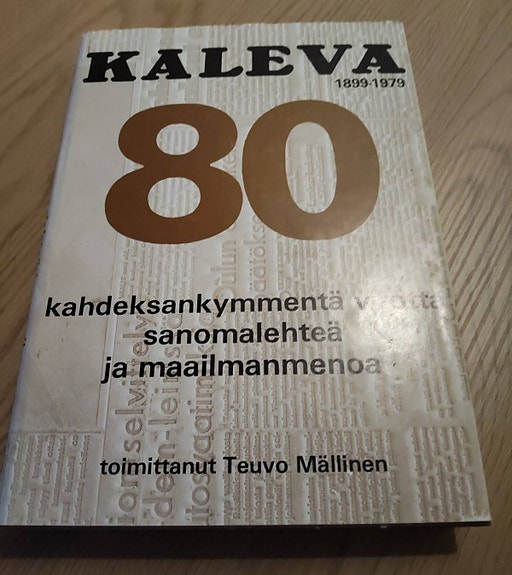 KALEVA
1899-1979
80
kahdeksankymmentä vuotta
sanomalehteä
ja maailmanmenoa
toimittanut Teuvo Mällinen